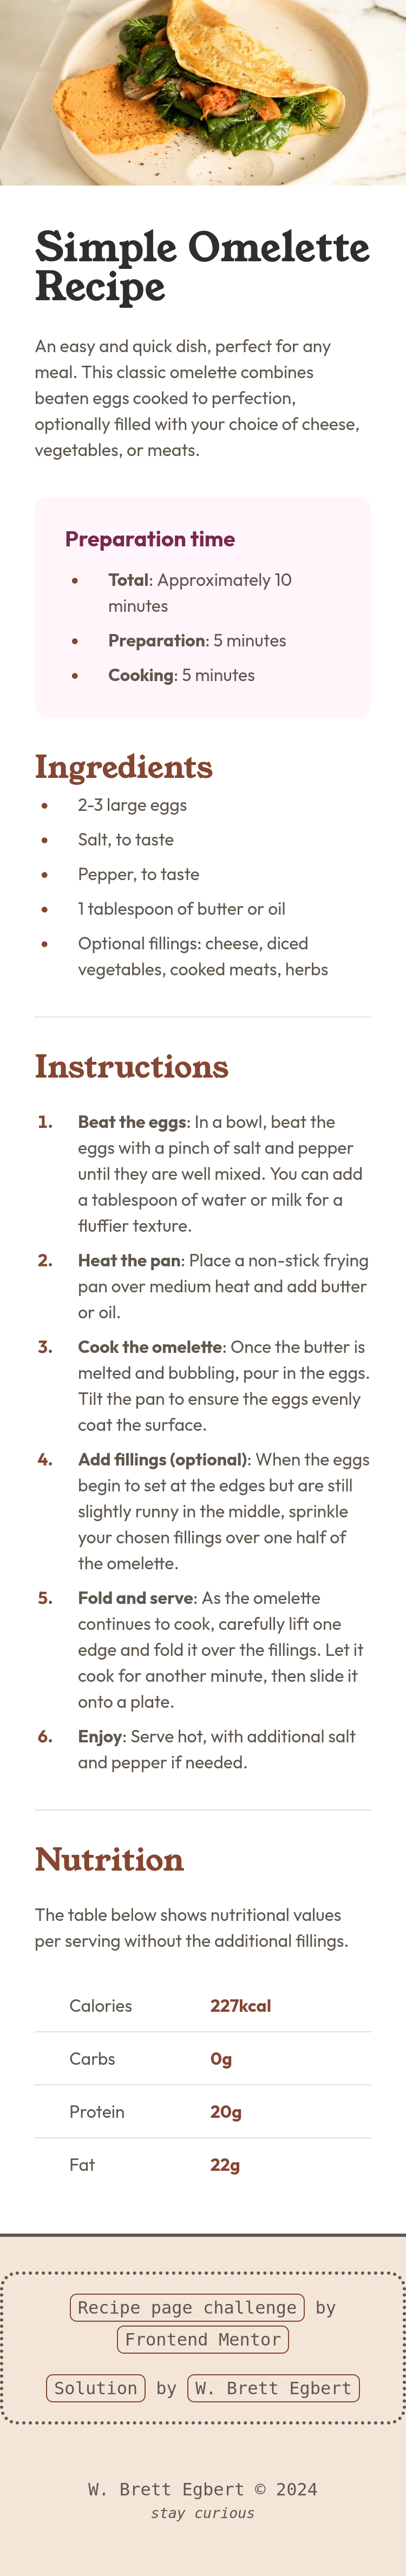 Simple Omelette
Recipe
An easy and quick dish, perfect for any
meal. This classic omelette combines
beaten eggs cooked to perfection,
optionally filled with your choice of cheese,
vegetables, or meats.
Preparation time
• Total: Approximately 10
minutes
• Preparation: 5 minutes
• Cooking: 5 minutes
Ingredients
• 2-3 large eggs
• Salt, to taste
• Pepper, to taste
• 1 tablespoon of butter or oil
• Optional fillings: cheese, diced
vegetables, cooked meats, herbs
Instructions
1. Beat the eggs: In a bowl, beat the
eggs with a pinch of salt and pepper
until they are well mixed. You can add
a tablespoon of water or milk for a
fluffier texture.
2. Heat the pan: Place a non-stick frying
pan over medium heat and add butter
or oil.
3. Cook the omelette: Once the butter is
melted and bubbling, pour in the eggs.
Tilt the pan to ensure the eggs evenly
coat the surface.
4. Add fillings (optional): When the eggs
begin to set at the edges but are still
slightly runny in the middle, sprinkle
your chosen fillings over one half of
the omelette.
5. Fold and serve: As the omelette
continues to cook, carefully lift one
edge and fold it over the fillings. Let it
cook for another minute, then slide it
onto a plate.
6. Enjoy: Serve hot, with additional salt
and pepper if needed.
Nutrition
The table below shows nutritional values
per serving without the additional fillings.
Calories 227kcal
Carbs 0g
Protein 20g
Fat 22g
Recipe page challenge by
Frontend Mentor
Solution by W. Brett Egbert
W. Brett Egbert © 2024
stay curious